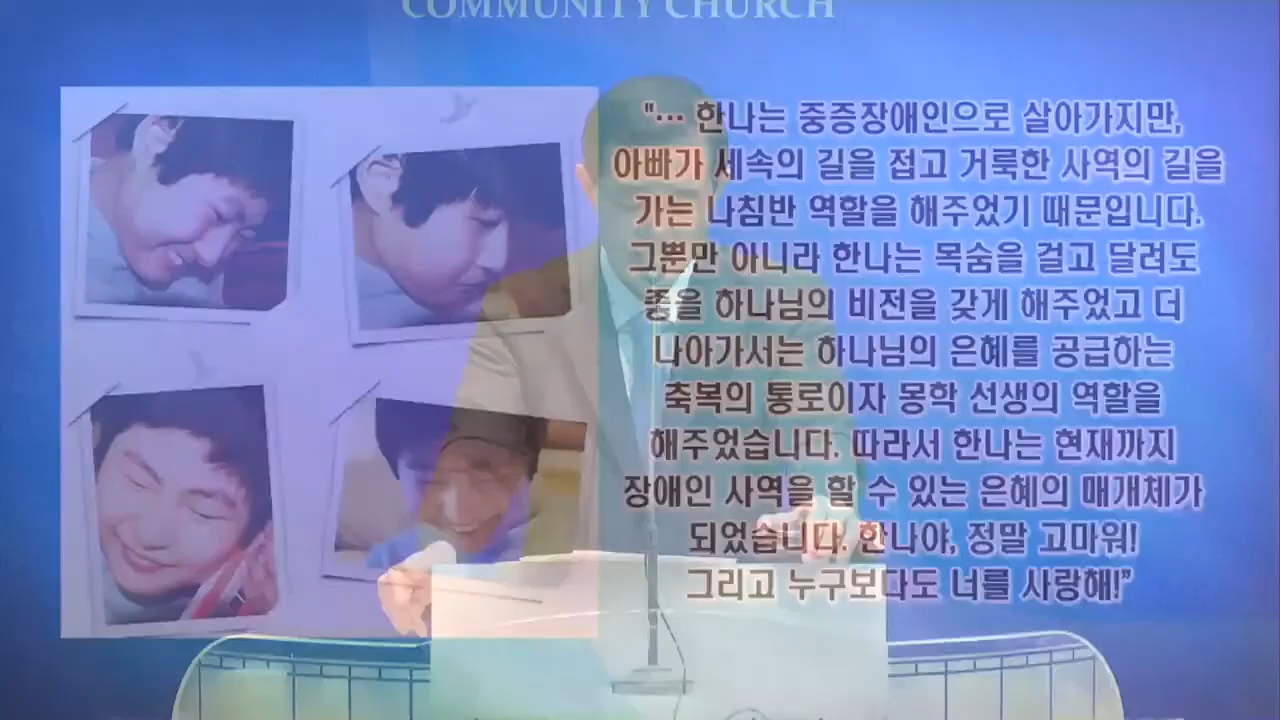 COMMUNITY CHURCH
"… 한나는 중증장애인으로 살아가지만,
아빠가 세속의 길을 접고 거룩한 사역의 길을
가는 나침반 역할을 해주었기 때문입니다.
그뿐만 아니라 한나는 목숨을 걸고 달려도
좋을 하나님의 비전을 갖게 해주었고 더
나아가서는 하나님의 은혜를 공급하는
축복의 통로이자 몽학 선생의 역할을
해주었습니다. 따라서 한나는 현재까지
장애인 사역을 할 수 있는 은혜의 매개체가
되었습니다. 한나야, 정말 고마워!
그리고 누구보다도 너를 사랑해!”